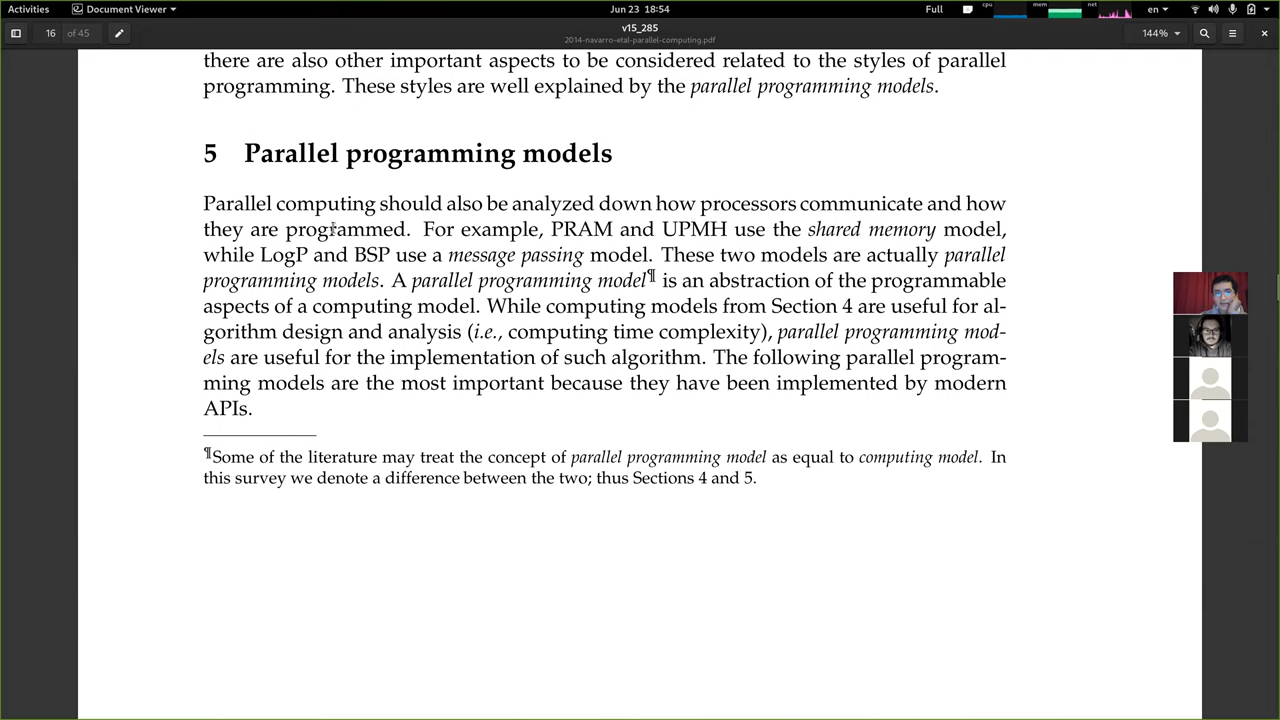 Activities
Document Viewer
Jun 23 18:54
Full
cpu
mem
net
en
16 of 45
v15_285
2014-navarro-etal-parallel-computing.pdf
144%
there are also other important aspects to be considered related to the styles of parallel
programming. These styles are well explained by the parallel programming models.
5 Parallel programming models
Parallel computing should also be analyzed down how processors communicate and how
they are programmed. For example, PRAM and UPMH use the shared memory model,
while LogP and BSP use a message passing model. These two models are actually parallel
programming models. A parallel programming model¶ is an abstraction of the programmable
aspects of a computing model. While computing models from Section 4 are useful for al-
gorithm design and analysis (i.e., computing time complexity), parallel programming mod-
els are useful for the implementation of such algorithm. The following parallel program-
ming models are the most important because they have been implemented by modern
APIs.
¶Some of the literature may treat the concept of parallel programming model as equal to computing model. In
this survey we denote a difference between the two; thus Sections 4 and 5.